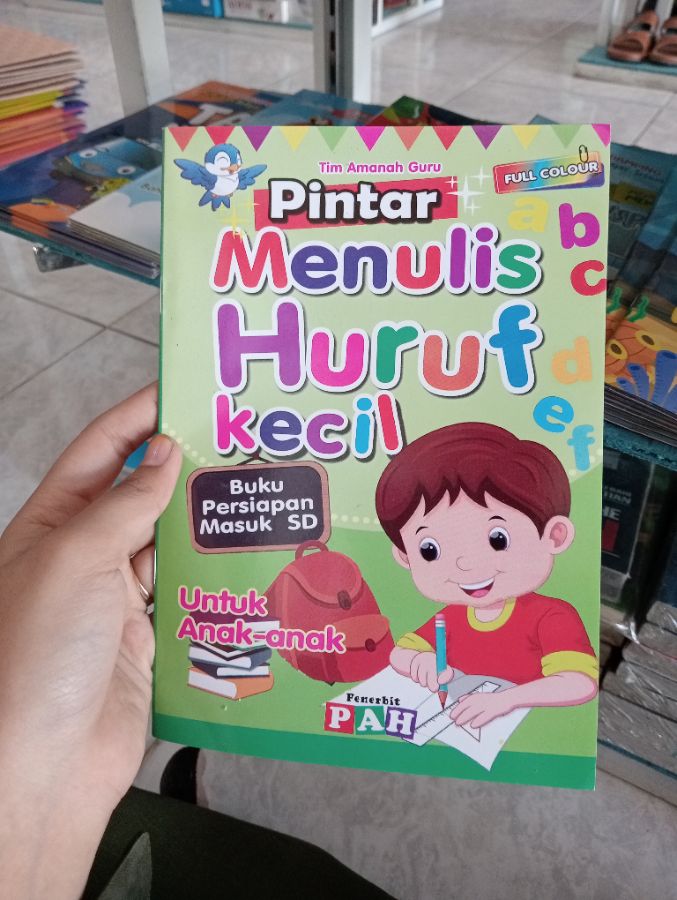 Tim Amanah Guru
FULL COLOUR
Pintar
Menulis
Huruf
kecil
a
b
c
d
e
f
Buku
Persiapan
Masuk SD
Untuk
Anak-anak
Penerbit
PAH